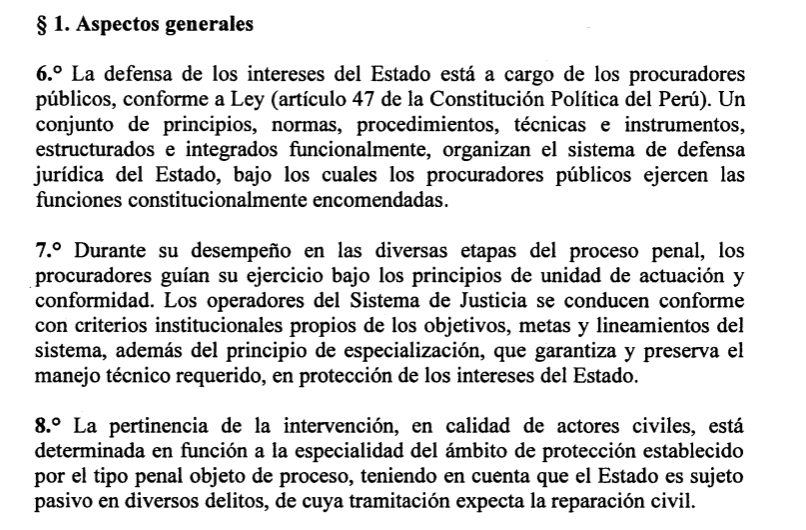 § 1. Aspectos generales
6.° La defensa de los intereses del Estado está a cargo de los procuradores
públicos, conforme a Ley (artículo 47 de la Constitución Política del Perú). Un
conjunto de principios, normas, procedimientos, técnicas e instrumentos,
estructurados e integrados funcionalmente, organizan el sistema de defensa
jurídica del Estado, bajo los cuales los procuradores públicos ejercen las
funciones constitucionalmente encomendadas.
7.° Durante su desempeño en las diversas etapas del proceso penal, los
procuradores guían su ejercicio bajo los principios de unidad de actuación y
conformidad. Los operadores del Sistema de Justicia se conducen conforme
con criterios institucionales propios de los objetivos, metas y lineamientos del
sistema, además del principio de especialización, que garantiza y preserva el
manejo técnico requerido, en protección de los intereses del Estado.
8.° La pertinencia de la intervención, en calidad de actores civiles, está
determinada en función a la especialidad del ámbito de protección establecido
por el tipo penal objeto de proceso, teniendo en cuenta que el Estado es sujeto
pasivo en diversos delitos, de cuya tramitación expecta la reparación civil.